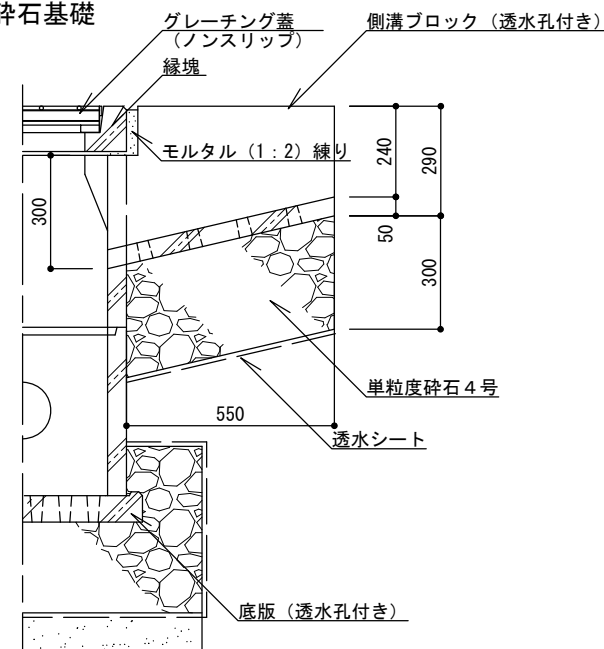 砕石基礎
グレーチング蓋
（ノンスリップ）
側溝ブロック（透水孔付き）
縁塊
モルタル（1：2）練り
240
290
300
50
300
単粒度砕石４号
550
透水シート
底版（透水孔付き）